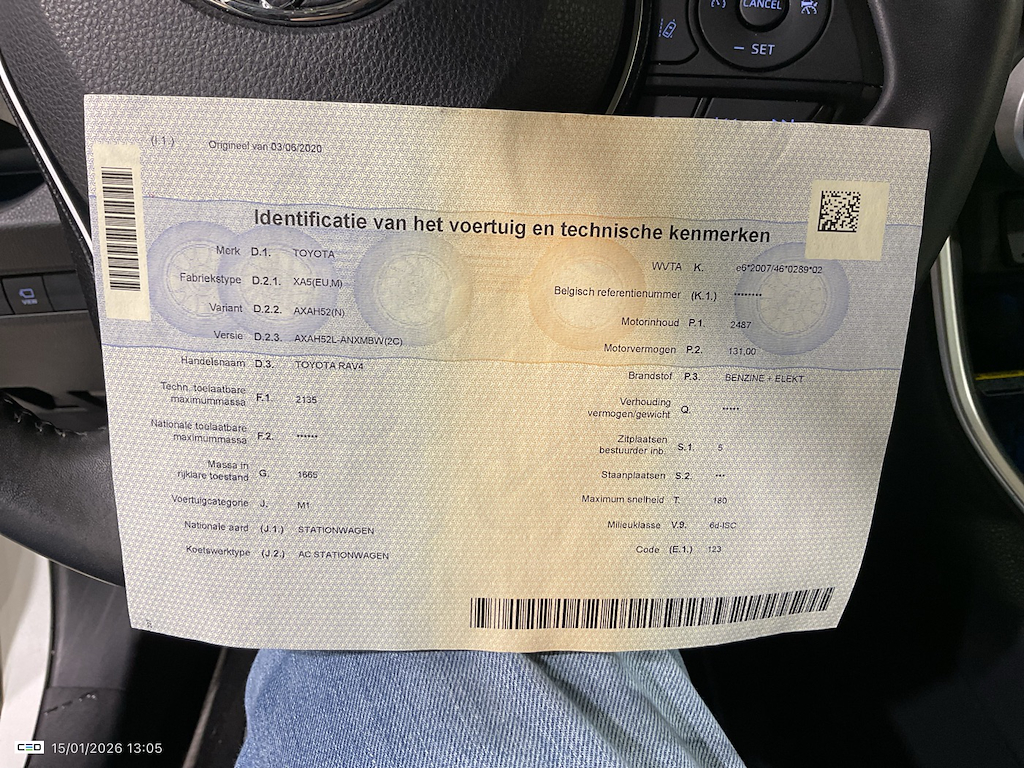 CANCEL
– SET
VIEW
(I.1.) Origineel van 03/06/2020
Identificatie van het voertuig en technische kenmerken
Merk D.1. TOYOTA
Fabriekstype D.2.1. XA5(EU,M)
Variant D.2.2. AXAH52(N)
Versie D.2.3. AXAH52L-ANXMBW(2C)
Handelsnaam D.3. TOYOTA RAV4
Techn. toelaatbare
maximummassa F.1. 2135
Nationale toelaatbare
maximummassa F.2. ••••••
Massa in
rijklare toestand G. 1665
Voertuigcategorie J. M1
Nationale aard (J.1.) STATIONWAGEN
Koetswerktype (J.2.) AC STATIONWAGEN
WVTA K. e6*2007/46*0289*02
Belgisch referentienummer (K.1.) ••••••••
Motorinhoud P.1. 2487
Motorvermogen P.2. 131,00
Brandstof P.3. BENZINE + ELEKT
Verhouding
vermogen/gewicht Q. •••••
Zitplaatsen
bestuurder inb. S.1. 5
Staanplaatsen S.2. •••
Maximum snelheid T. 180
Milieuklasse V.9. 6d-ISC
Code (E.1.) 123
CEO 15/01/2026 13:05